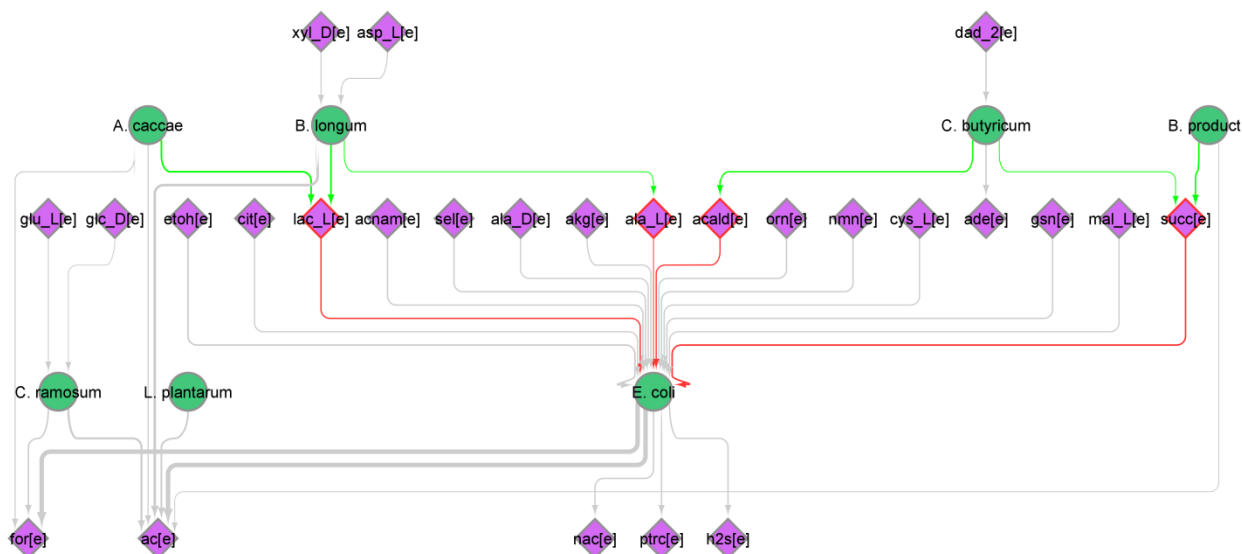 xyl_D[e] asp_L[e] dad_2[e]
A. caccae B. longum C. butyricum B. product
glu_L[e] glc_D[e] etoh[e] cit[e] lac_L[e] acnam[e] sel[e] ala_D[e] akg[e] ala_L[e] acald[e] orn[e] nmn[e] cys_L[e] ade[e] gsn[e] mal_L[e] succ[e]
C. ramosum L. plantarum E. coli
for[e] ac[e] nac[e] ptrc[e] h2s[e]